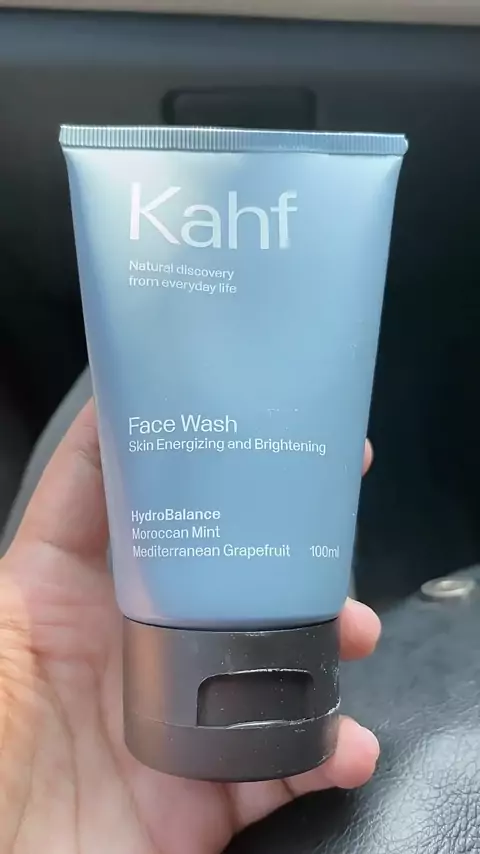 Kahf
Natural discovery
from everyday life
Face Wash
Skin Energizing and Brightening
HydroBalance
Moroccan Mint
Mediterranean Grapefruit 100ml